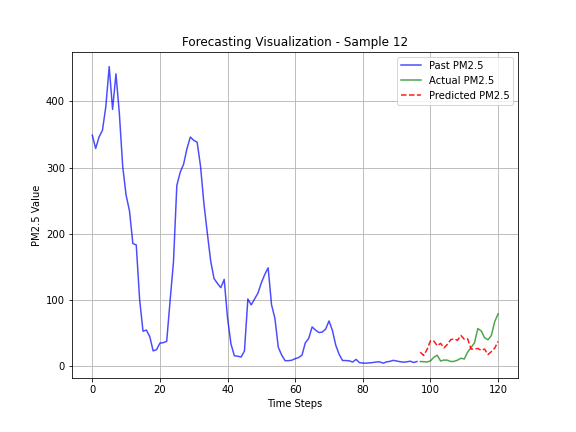 Forecasting Visualization - Sample 12
Past PM2.5
Actual PM2.5
Predicted PM2.5
PM2.5 Value
400
300
200
100
0
0 20 40 60 80 100 120
Time Steps